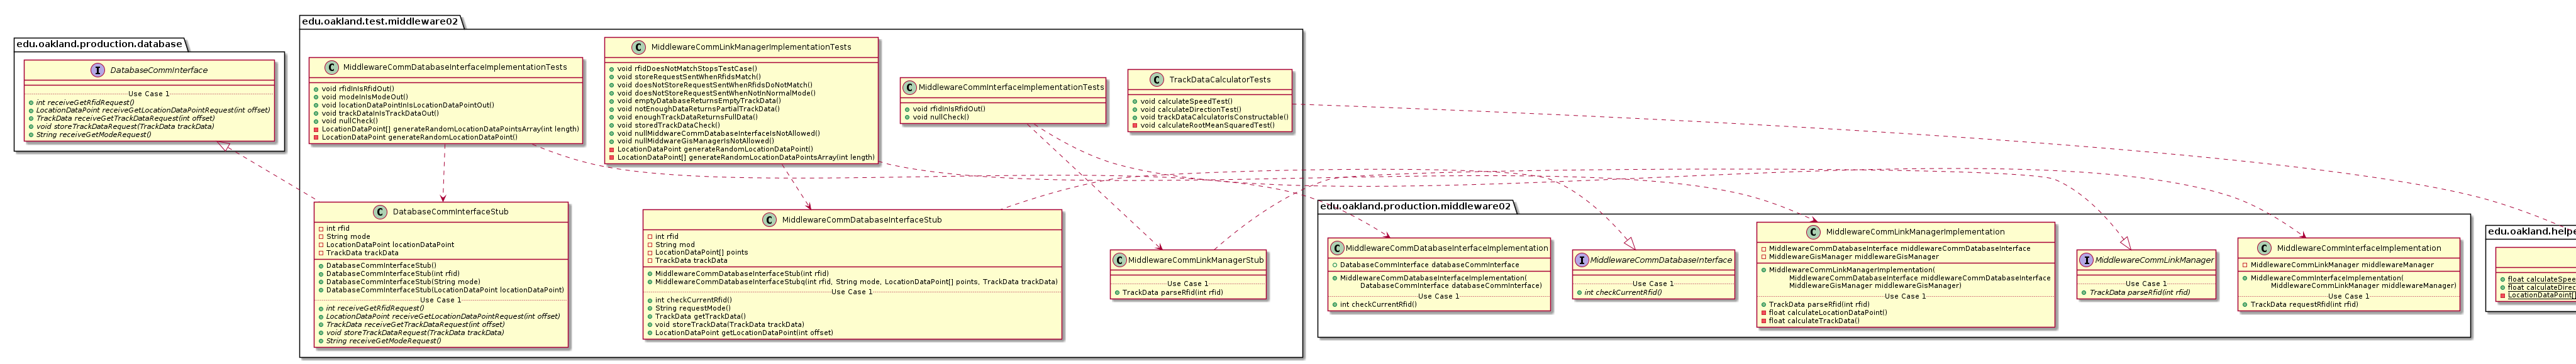 edu.oakland.production.database
DatabaseCommInterface
Use Case 1
int receiveGetRfidRequest()
LocationDataPoint receiveGetLocationDataPointRequest(int offset)
TrackData receiveGetTrackDataRequest(int offset)
void storeTrackDataRequest(TrackData trackData)
String receiveGetModeRequest()
edu.oakland.test.middleware02
MiddlewareCommDatabaseInterfaceImplementationTests
void rfidInIsRfidOut()
void modeInIsModeOut()
void locationDataPointInIsLocationDataPointOut()
void trackDataInIsTrackDataOut()
void nullCheck()
LocationDataPoint[] generateRandomLocationDataPointsArray(int length)
LocationDataPoint generateRandomLocationDataPoint()
MiddlewareCommLinkManagerImplementationTests
void rfidDoesNotMatchStopsTestCase()
void storeRequestSentWhenRfidsMatch()
void doesNotStoreRequestSentWhenRfidsDoNotMatch()
void doesNotStoreRequestSentWhenNotInNormalMode()
void emptyDatabaseReturnsEmptyTrackData()
void notEnoughDataReturnsPartialTrackData()
void enoughTrackDataReturnsFullData()
void storedTrackDataCheck()
void nullMiddwareCommDatabaseInterfaceIsNotAllowed()
void nullMiddwareGisManagerIsNotAllowed()
LocationDataPoint generateRandomLocationDataPoint()
LocationDataPoint[] generateRandomLocationDataPointsArray(int length)
MiddlewareCommInterfaceImplementationTests
void rfidInIsRfidOut()
void nullCheck()
TrackDataCalculatorTests
void calculateSpeedTest()
void calculateDirectionTest()
void trackDataCalculatorIsConstructable()
void calculateRootMeanSquaredTest()
DatabaseCommInterfaceStub
int rfid
String mode
LocationDataPoint locationDataPoint
TrackData trackData
DatabaseCommInterfaceStub()
DatabaseCommInterfaceStub(int rfid)
DatabaseCommInterfaceStub(String mode)
DatabaseCommInterfaceStub(LocationDataPoint locationDataPoint)
Use Case 1
int receiveGetRfidRequest()
LocationDataPoint receiveGetLocationDataPointRequest(int offset)
TrackData receiveGetTrackDataRequest(int offset)
void storeTrackDataRequest(TrackData trackData)
String receiveGetModeRequest()
MiddlewareCommDatabaseInterfaceStub
int rfid
String mod
LocationDataPoint[] points
TrackData trackData
MiddlewareCommDatabaseInterfaceStub(int rfid)
MiddlewareCommDatabaseInterfaceStubq(int rfid, String mode, LocationDataPoint[] points, TrackData trackData)
Use Case 1
int checkCurrentRfid()
String requestMode()
TrackData getTrackData()
void storeTrackData(TrackData trackData)
LocationDataPoint getLocationDataPoint(int offset)
MiddlewareCommLinkManagerStub
Use Case 1
TrackData parseRfid(int rfid)
edu.oakland.production.middleware02
MiddlewareCommDatabaseInterfaceImplementation
DatabaseCommInterface databaseCommInterface
MiddlewareCommDatabaseInterfaceImplementation(
DatabaseCommInterface databaseCommInterface)
Use Case 1
int checkCurrentRfid()
MiddlewareCommDatabaseInterface
Use Case 1
int checkCurrentRfid()
MiddlewareCommLinkManagerImplementation
MiddlewareCommDatabaseInterface middlewareCommDatabaseInterface
MiddlewareGisManager middlewareGisManager
MiddlewareCommLinkManagerImplementation(
MiddlewareCommDatabaseInterface middlewareCommDatabaseInterface
MiddlewareGisManager middlewareGisManager)
Use Case 1
TrackData parseRfid(int rfid)
float calculateLocationDataPoint()
float calculateTrackData()
MiddlewareCommLinkManager
Use Case 1
TrackData parseRfid(int rfid)
MiddlewareCommInterfaceImplementation
MiddlewareCommLinkManager middlewareManager
MiddlewareCommInterfaceImplementation(
MiddlewareCommLinkManager middlewareManager)
Use Case 1
TrackData requestRfid(int rfid)
edu.oakland.helpe
float calculateSpee
float calculateDirec
LocationDataPoint[]